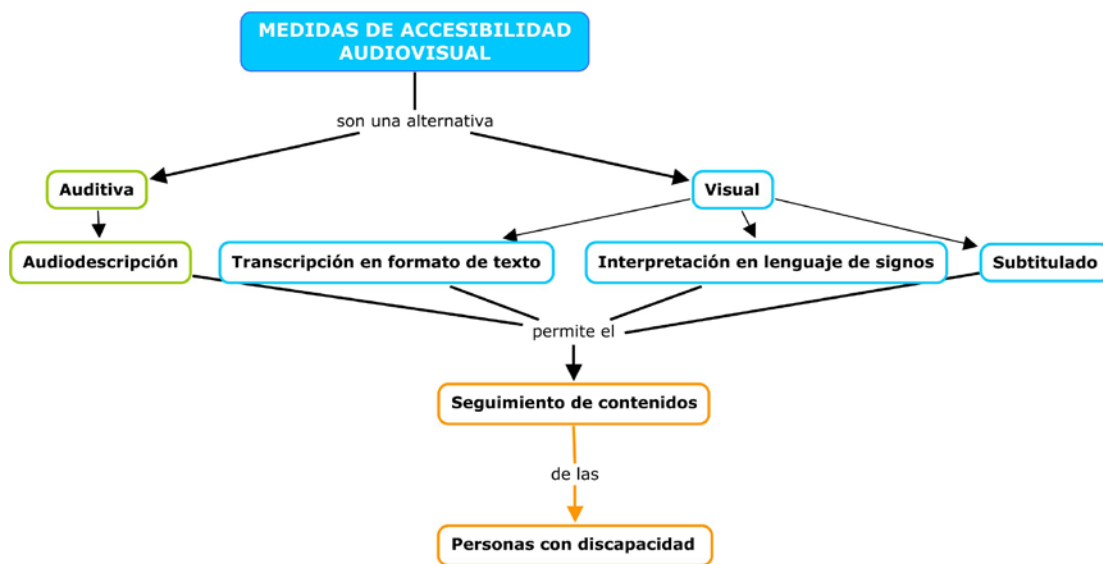 MEDIDAS DE ACCESIBILIDAD
AUDIOVISUAL
son una alternativa
Auditiva
Visual
Audiodescripción
Transcripción en formato de texto
Interpretación en lenguaje de signos
Subtitulado
permite el
Seguimiento de contenidos
de las
Personas con discapacidad